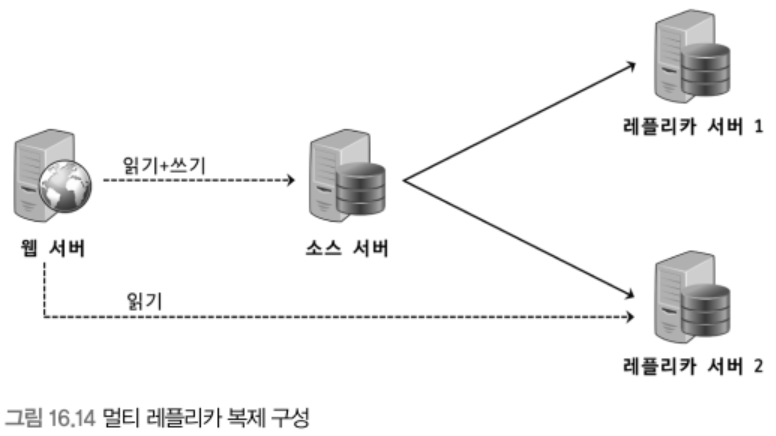 레플리카 서버 1
읽기+쓰기
웹 서버
소스 서버
읽기
레플리카 서버 2
그림 16.14 멀티 레플리카 복제 구성